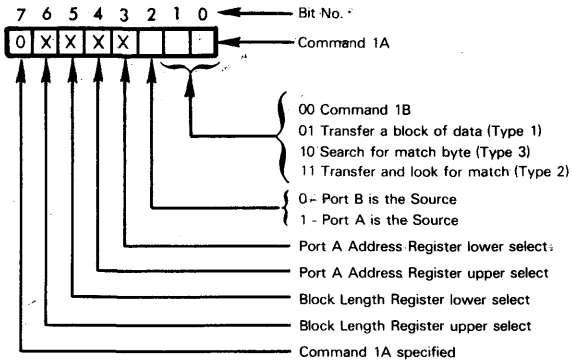 7 6 5 4 3 2 1 0 Bit No.
0 X X X X Command 1A
00 Command 1B
01 Transfer a block of data (Type 1)
10 Search for match byte (Type 3)
11 Transfer and look for match (Type 2)
0 - Port B is the Source
1 - Port A is the Source
Port A Address Register lower select
Port A Address Register upper select
Block Length Register lower select
Block Length Register upper select
Command 1A specified